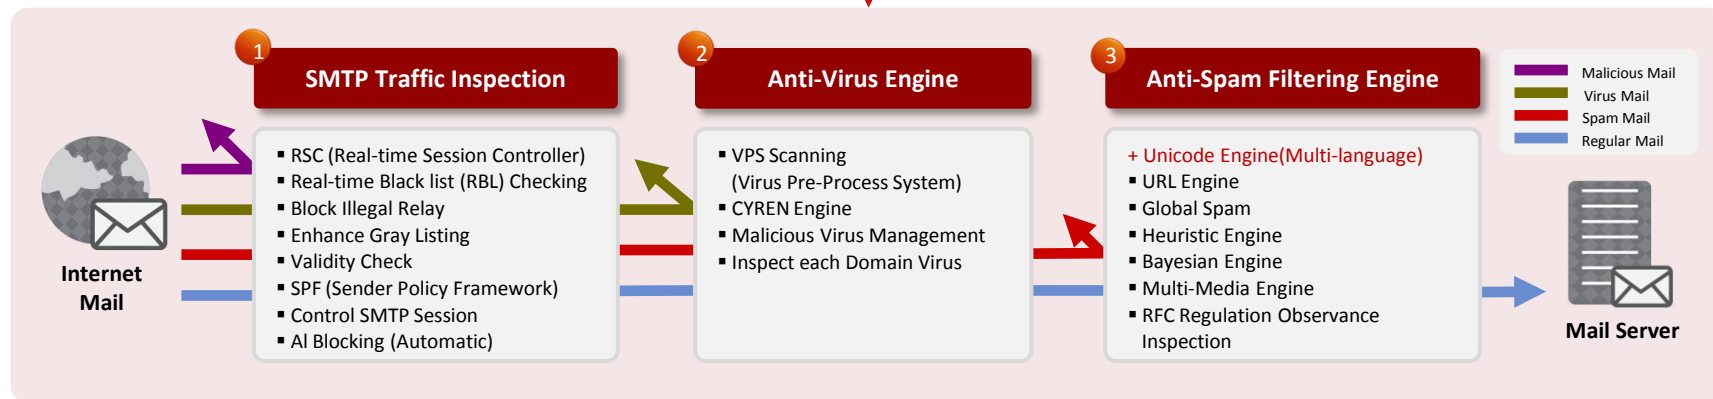 1
SMTP Traffic Inspection
2
Anti-Virus Engine
3
Anti-Spam Filtering Engine
Malicious Mail
Virus Mail
Spam Mail
Regular Mail
Internet
Mail
▪ RSC (Real-time Session Controller)
▪ Real-time Black list (RBL) Checking
▪ Block Illegal Relay
▪ Enhance Gray Listing
▪ Validity Check
▪ SPF (Sender Policy Framework)
▪ Control SMTP Session
▪ Al Blocking (Automatic)
▪ VPS Scanning
(Virus Pre-Process System)
▪ CYREN Engine
▪ Malicious Virus Management
▪ Inspect each Domain Virus
+ Unicode Engine(Multi-language)
▪ URL Engine
▪ Global Spam
▪ Heuristic Engine
▪ Bayesian Engine
▪ Multi-Media Engine
▪ RFC Regulation Observance
Inspection
Mail Server